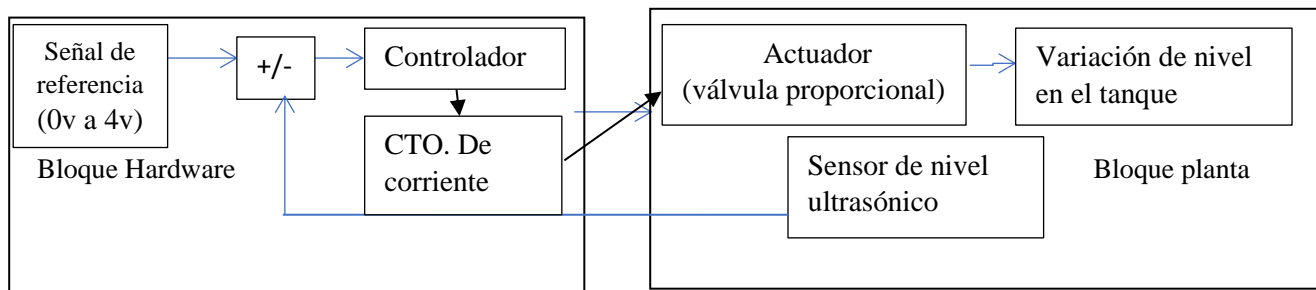 Señal de
referencia
(0v a 4v)
+/-
Controlador
CTO. De
corriente
Bloque Hardware
Actuador
(válvula proporcional)
Variación de nivel
en el tanque
Sensor de nivel
ultrasónico
Bloque planta